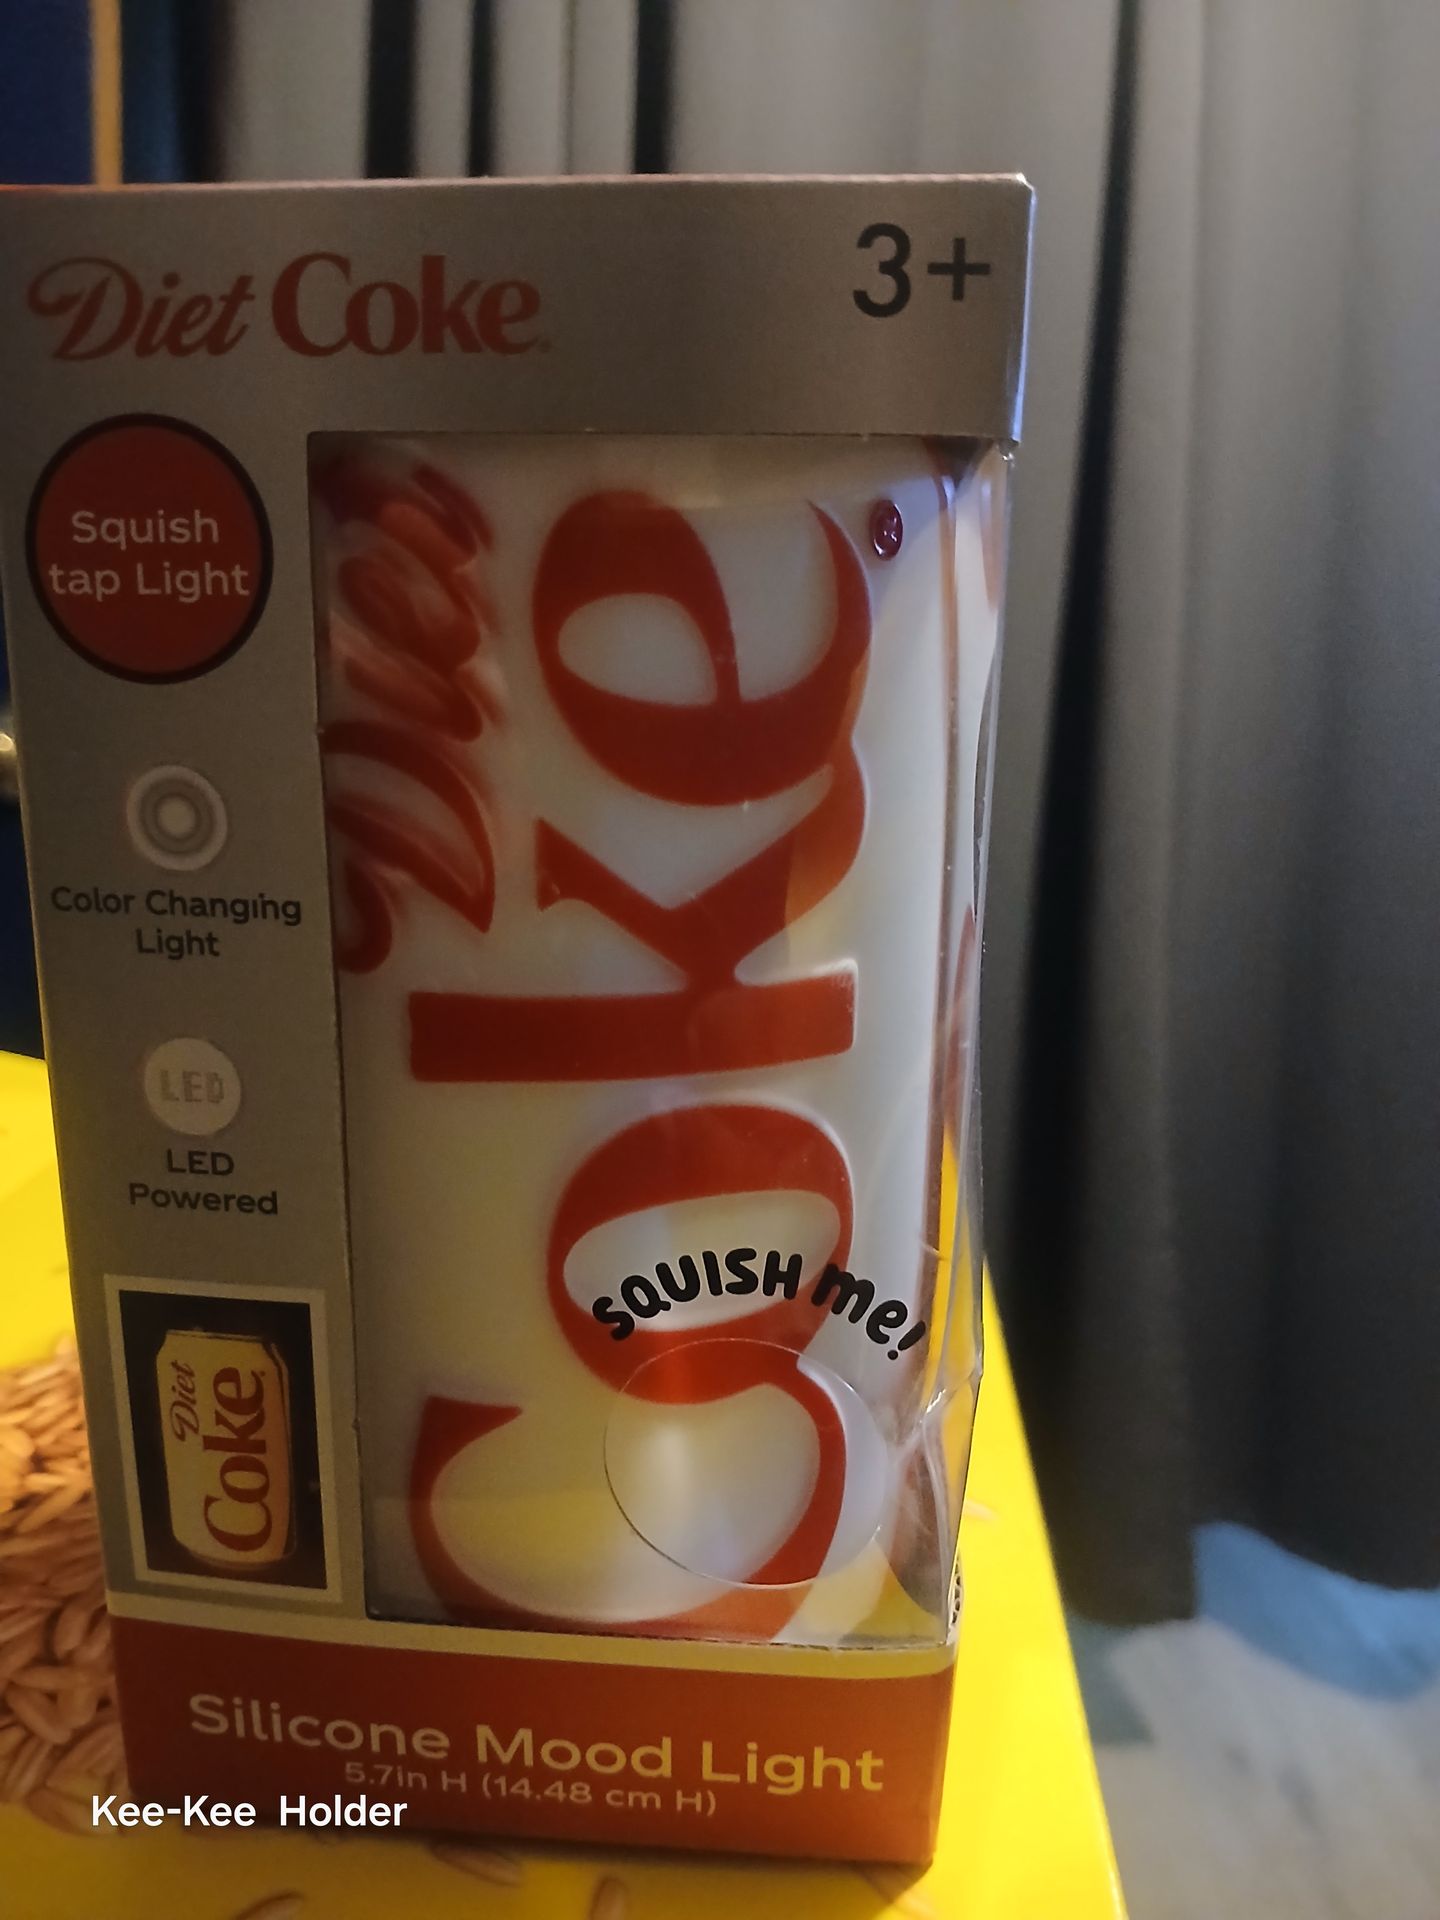 Diet Coke
3+
Squish
tap Light
Color Changing
Light
LED
LED
Powered
Diet
Coke
Diet
Coke®
SQUISH me!
Silicone Mood Light
5.7in H (14.48 cm H)
Kee-Kee Holder